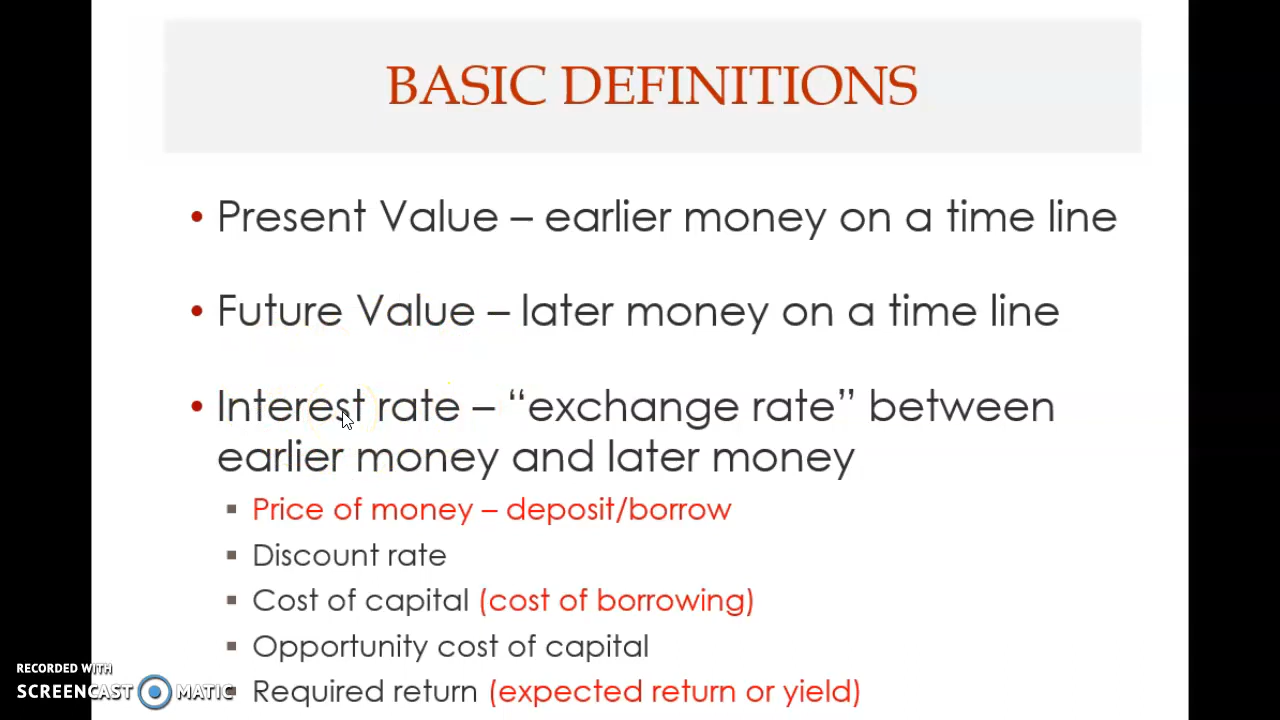 BASIC DEFINITIONS
• Present Value – earlier money on a time line
• Future Value – later money on a time line
• Interest rate – “exchange rate” between
earlier money and later money
▪ Price of money – deposit/borrow
▪ Discount rate
▪ Cost of capital (cost of borrowing)
▪ Opportunity cost of capital
▪ Required return (expected return or yield)
RECORDED WITH
SCREENCAST MATIC